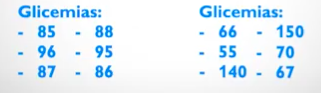 Glicemias:
- 85 - 88
- 96 - 95
- 87 - 86
Glicemias:
- 66 - 150
- 55 - 70
- 140 - 67